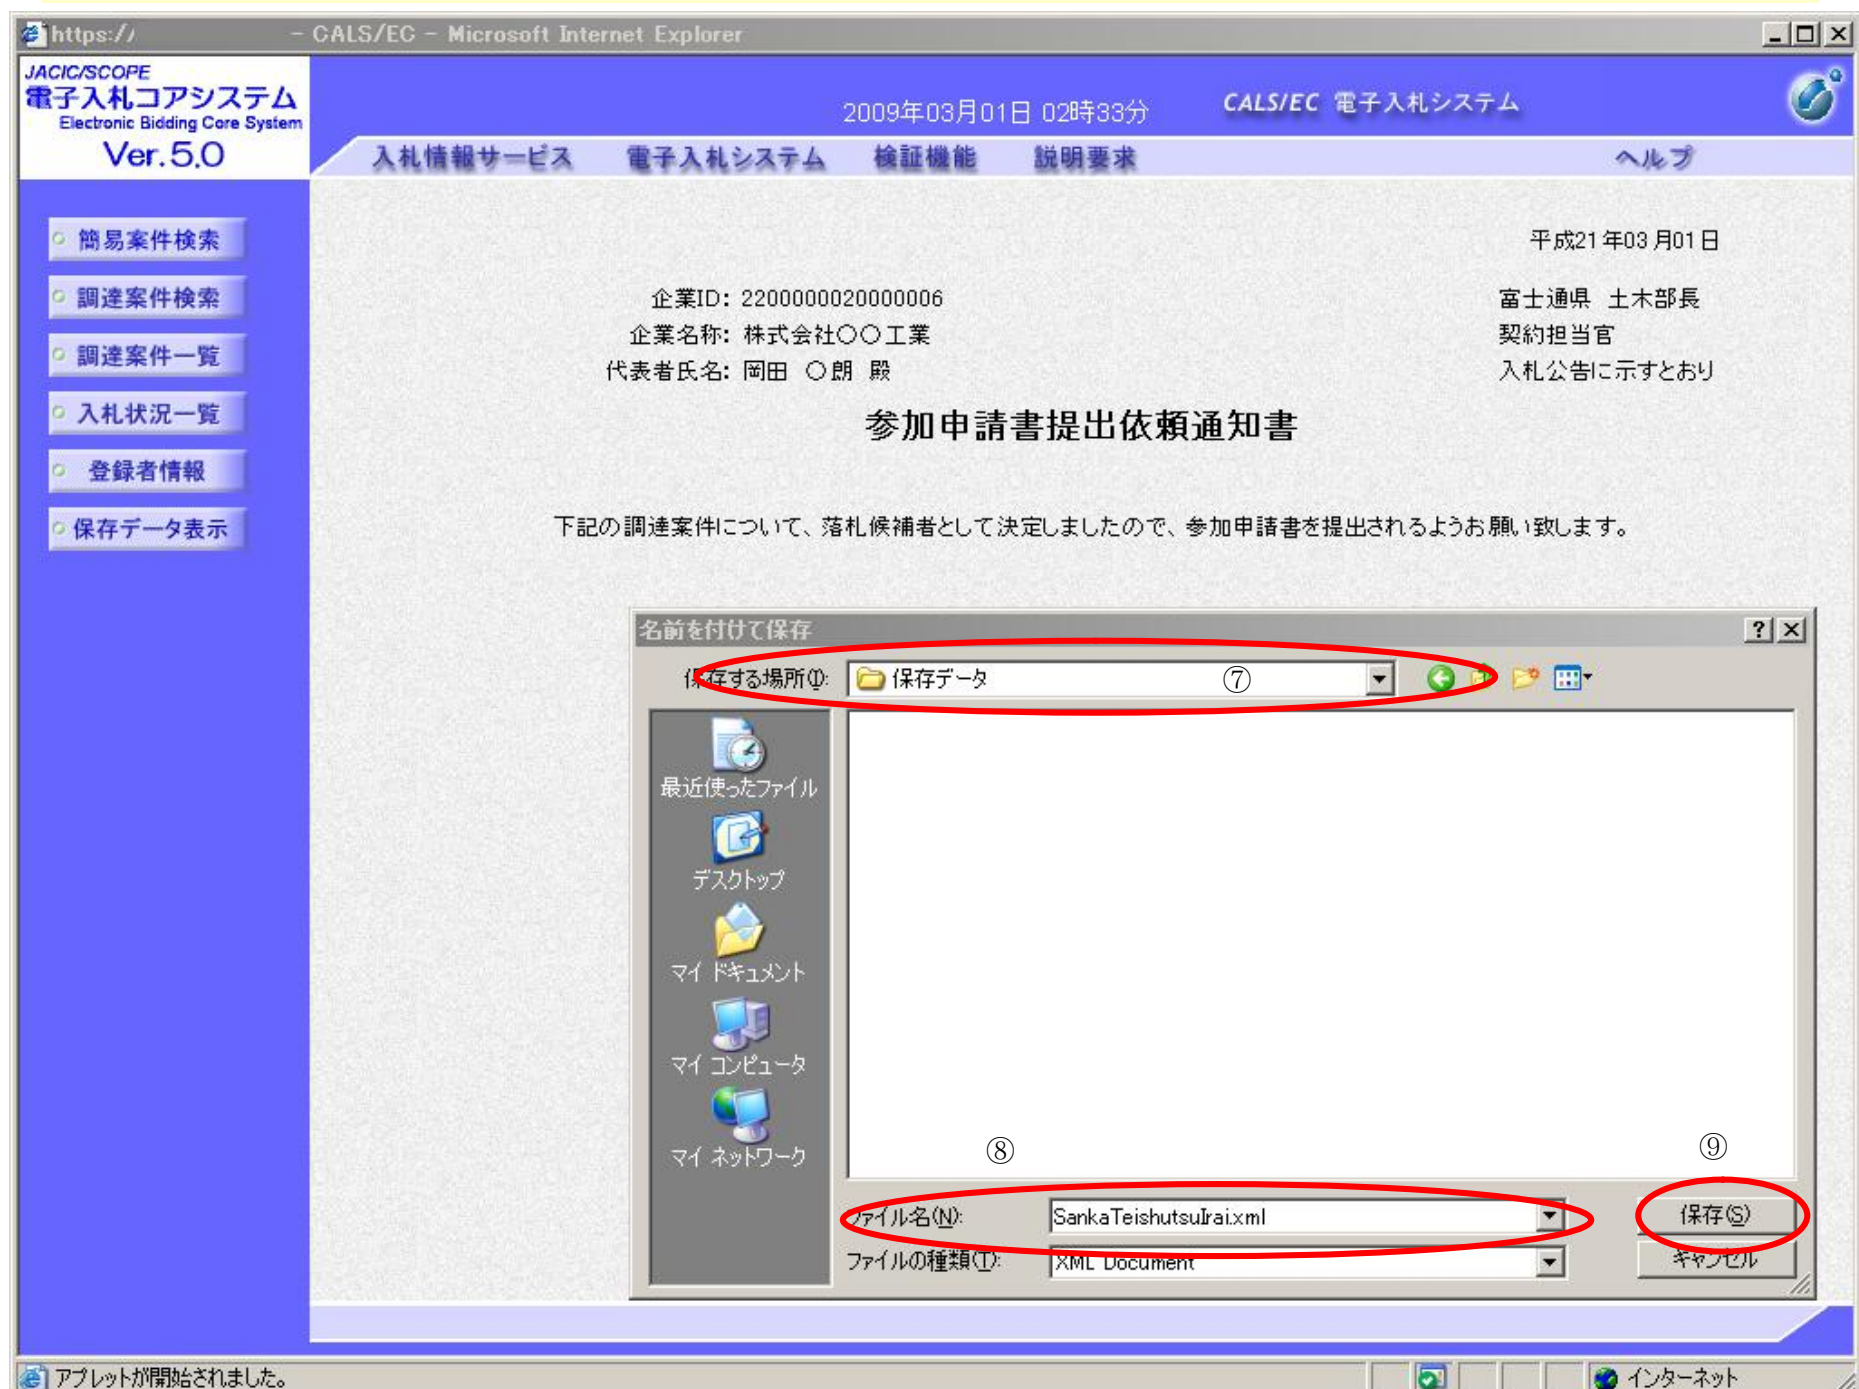 https:// - CALS/EC - Microsoft Internet Explorer
JACIC/SCOPE
電子入札コアシステム
Electronic Bidding Core System
Ver.5.0
2009年03月01日 02時33分
CALS/EC 電子入札システム
入札情報サービス 電子入札システム 検証機能 説明要求 ヘルプ
簡易案件検索
調達案件検索
調達案件一覧
入札状況一覧
登録者情報
保存データ表示
平成21年03月01日
企業ID: 2200000020000006
企業名称: 株式会社〇〇工業
代表者氏名: 岡田 〇朗 殿
富士通県 土木部長
契約担当官
入札公告に示すとおり
参加申請書提出依頼通知書
下記の調達案件について、落札候補者として決定しましたので、参加申請書を提出されるようお願い致します。
名前を付けて保存
保存する場所(I): 保存データ ⑦
最近使ったファイル
デスクトップ
マイ ドキュメント
マイ コンピュータ
マイ ネットワーク
⑧ ⑨
ファイル名(N): SankaTeishutsuIrai.xml 保存(S)
ファイルの種類(T): XML Document キャンセル
アプレットが開始されました。 インターネット